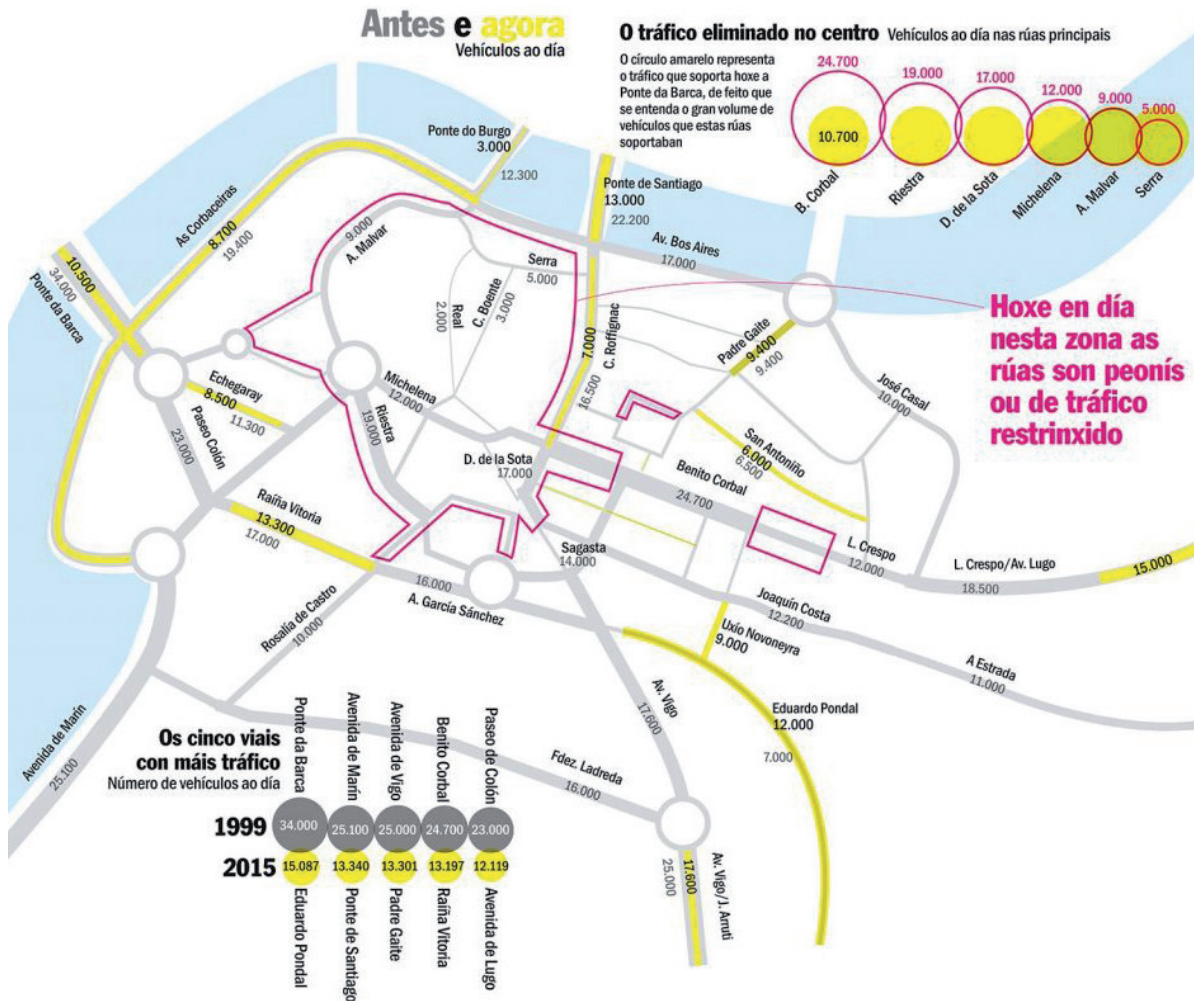 Antes e agora
Vehículos ao día
O tráfico eliminado no centro Vehículos ao día nas rúas principais
O círculo amarelo representa
o tráfico que soporta hoxe a
Ponte da Barca, de feito que
se entenda o gran volume de
vehículos que estas rúas
soportaban
24.700
19.000
17.000
12.000
9.000
5.000
10.700
B. Corbal
Riestra
D. de la Sota
Michelena
A. Malvar
Serra
Ponte do Burgo
3.000
12.300
Ponte de Santiago
13.000
22.200
As Corbaceiras
8.700
19.400
10.500
34.000
Ponte da Barca
9.000
A. Malvar
Serra
5.000
Av. Bos Aires
17.000
Real
2.000
C. Boente
3.000
7.000
C. Roffignac
16.500
Padre Gaite
9.400
9.400
Hoxe en día
nesta zona as
rúas son peonís
ou de tráfico
restrinxido
José Casal
10.000
Echegaray
8.500
11.300
Paseo Colón
23.000
Michelena
12.000
Riestra
19.000
D. de la Sota
17.000
San Antoniño
6.000
6.500
Benito Corbal
24.700
Raíña Vitoria
13.300
17.000
Sagasta
14.000
L. Crespo
12.000
L. Crespo/Av. Lugo
18.500
15.000
16.000
A. García Sánchez
Rosalía de Castro
10.000
Joaquín Costa
12.200
Uxío Novoneyra
9.000
A Estrada
11.000
Avenida de Marín
25.100
Av. Vigo
17.600
Eduardo Pondal
12.000
7.000
Fdez. Ladreda
16.000
Av. Vigo/J. Arruti
17.600
25.000
Os cinco viais
con máis tráfico
Número de vehículos ao día
Ponte da Barca
Avenida de Marín
Avenida de Vigo
Benito Corbal
Paseo de Colón
1999 34.000 25.100 25.000 24.700 23.000
2015 15.087 13.340 13.301 13.197 12.119
Eduardo Pondal
Ponte de Santiago
Padre Gaite
Raíña Vitoria
Avenida de Lugo